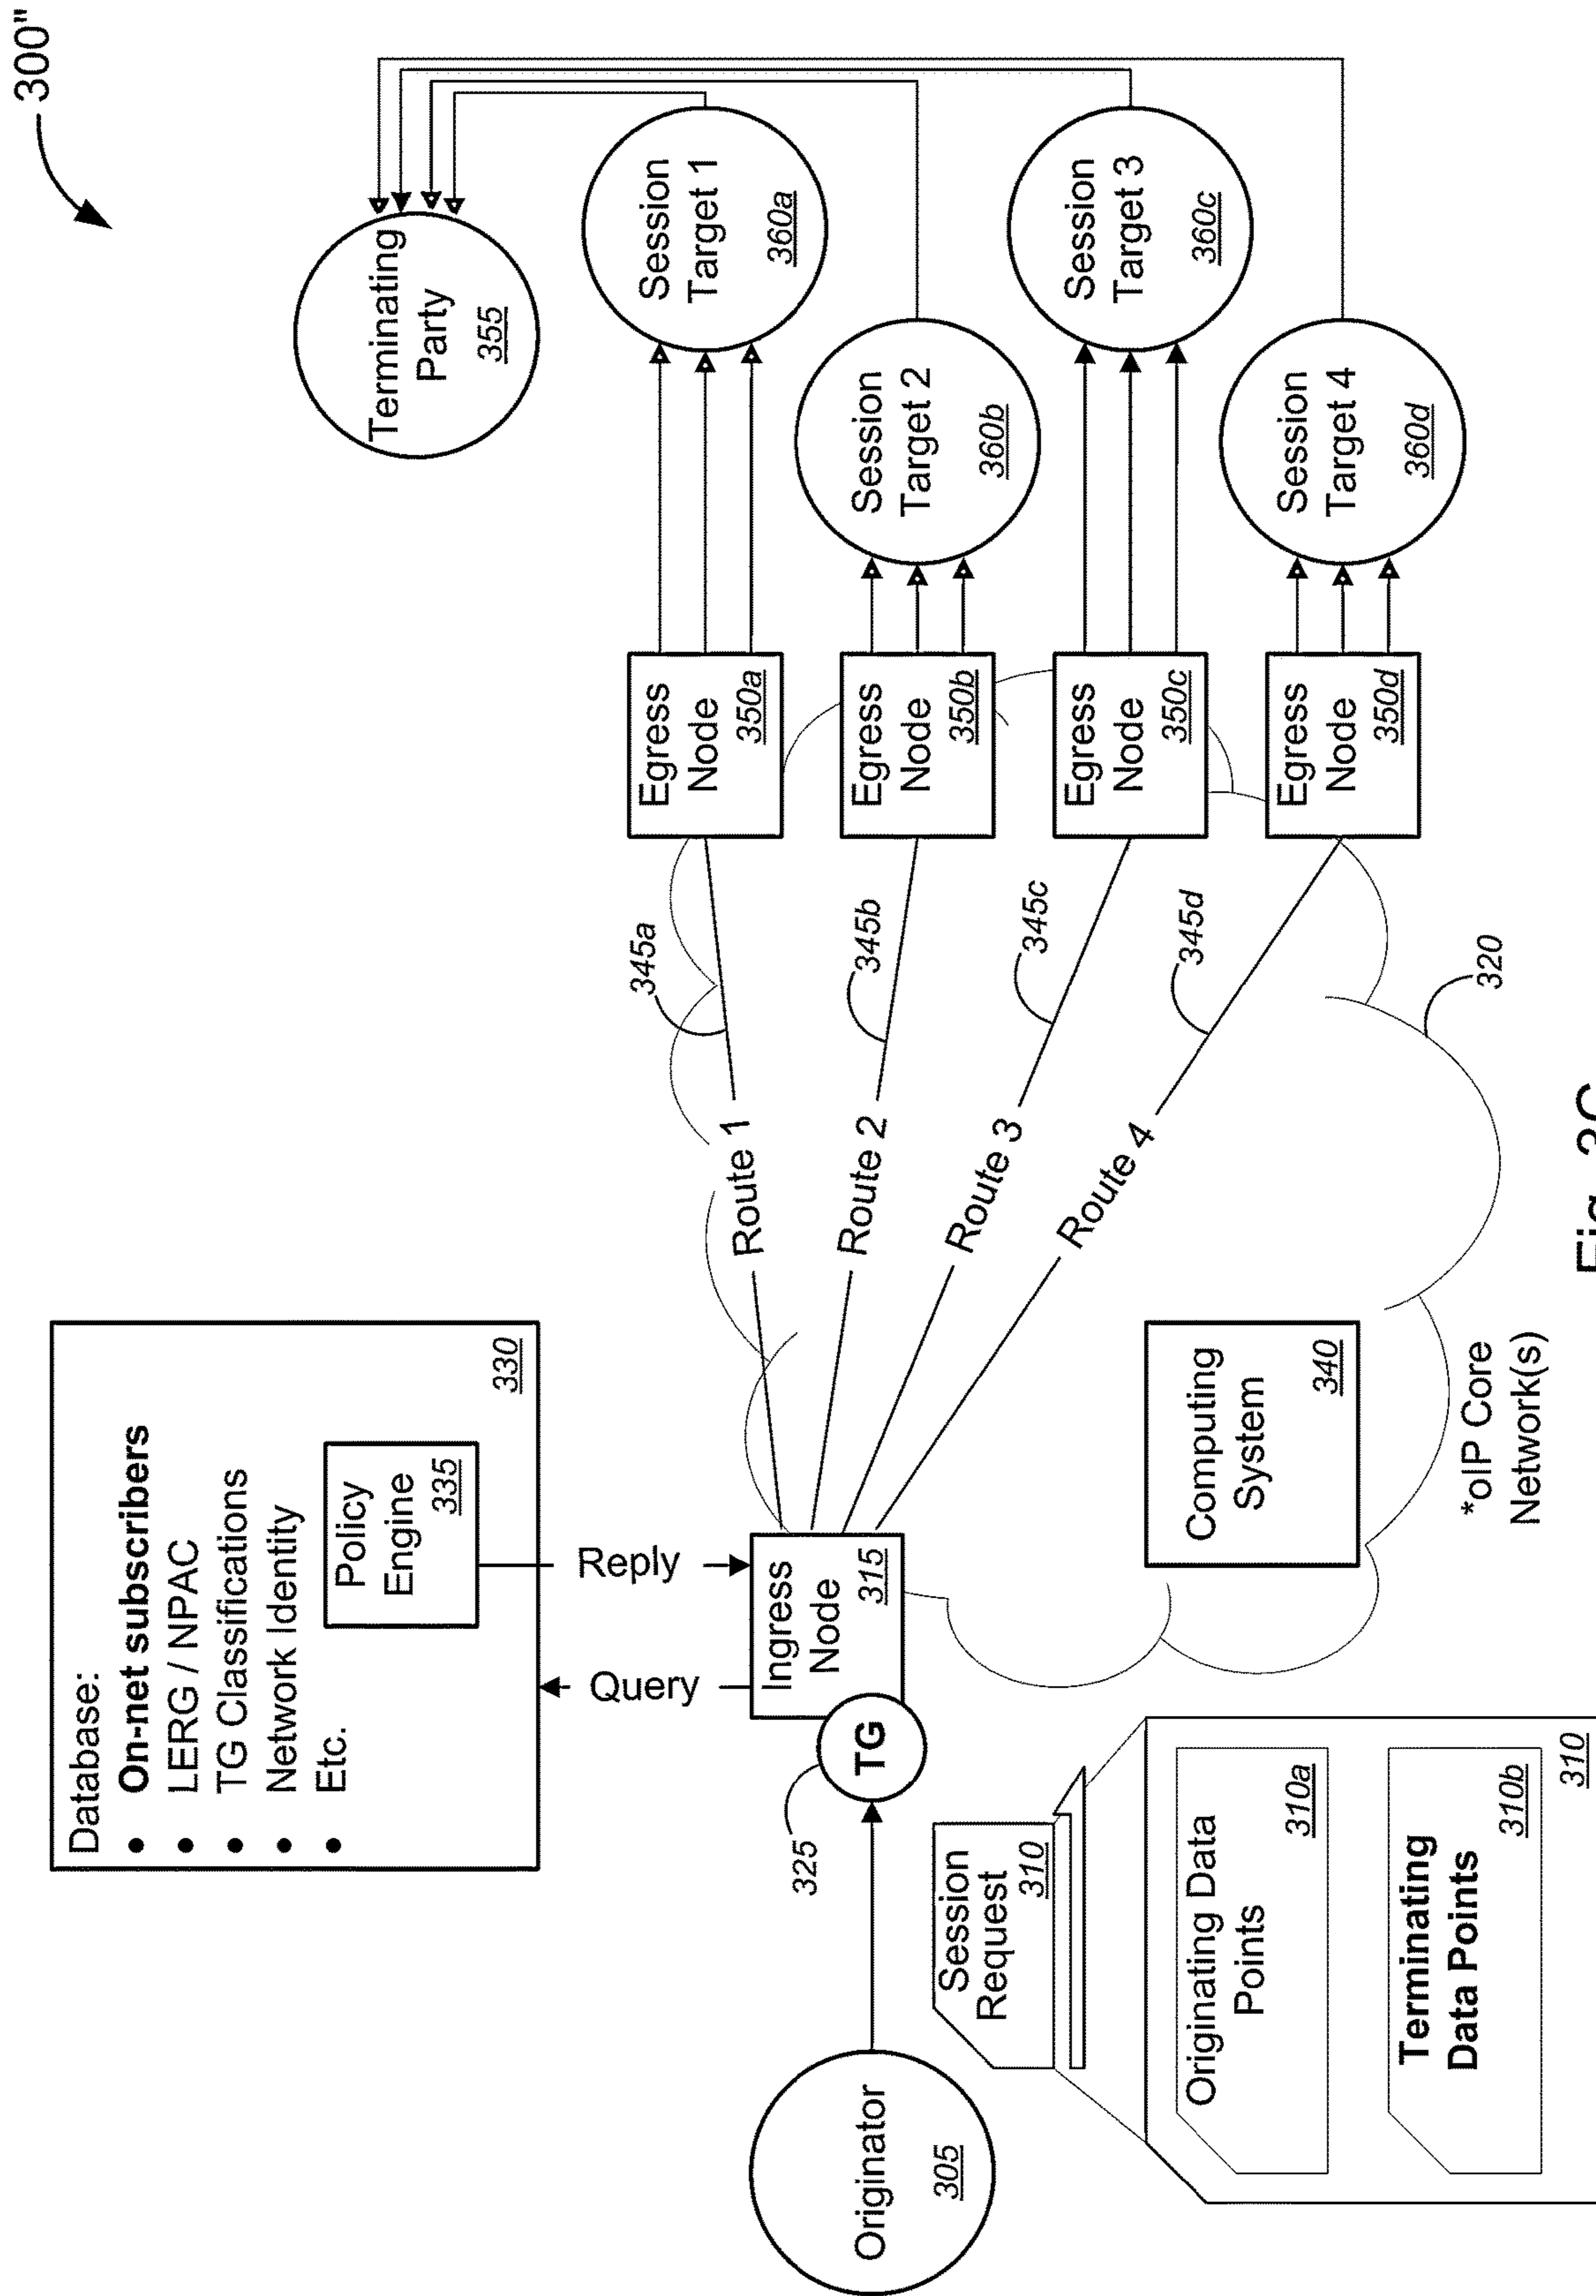 300"
Database:
• On-net subscribers
• LERG / NPAC
• TG Classifications
• Network Identity
• Etc.
Policy
Engine
335
330
Query
Reply
Terminating
Party
355
Originator
305
325
TG
Ingress
Node
315
Route 1
345a
Route 2
345b
Route 3
345c
Route 4
345d
Egress
Node
350a
Egress
Node
350b
Egress
Node
350c
Egress
Node
350d
Session
Target 1
360a
Session
Target 2
360b
Session
Target 3
360c
Session
Target 4
360d
Session
Request
310
Originating Data
Points
310a
Terminating
Data Points
310b
310
Computing
System
340
*oIP Core
Network(s)
320
Fig. 3C